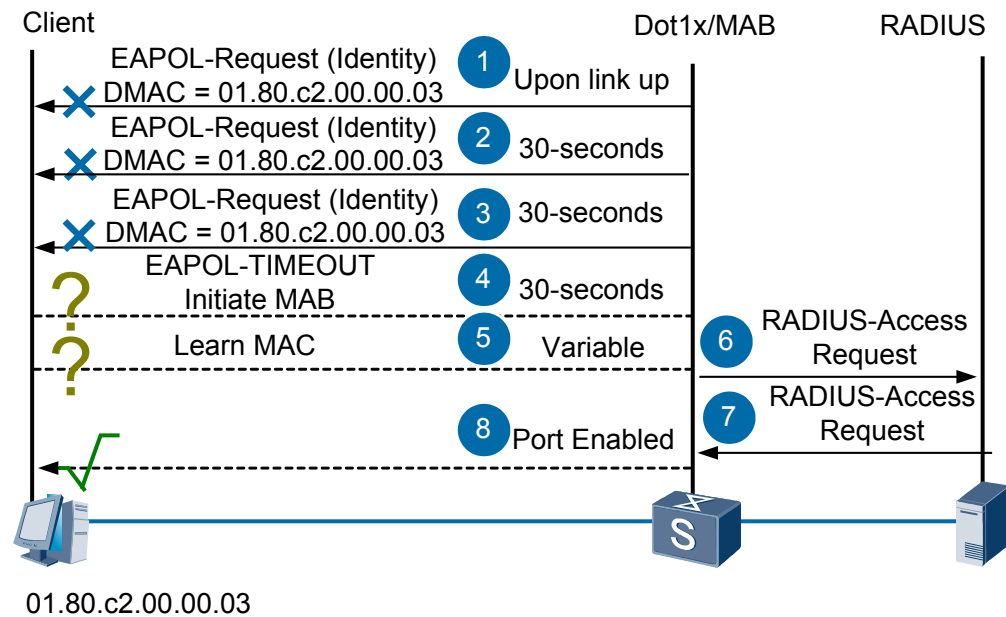 Client
Dot1x/MAB
RADIUS
EAPOL-Request (Identity)
DMAC = 01.80.c2.00.00.03
1
Upon link up
EAPOL-Request (Identity)
DMAC = 01.80.c2.00.00.03
2
30-seconds
EAPOL-Request (Identity)
DMAC = 01.80.c2.00.00.03
3
30-seconds
EAPOL-TIMEOUT
Initiate MAB
4
30-seconds
?
Learn MAC
5
Variable
?
6
RADIUS-Access
Request
7
RADIUS-Access
Request
8
Port Enabled
S
01.80.c2.00.00.03